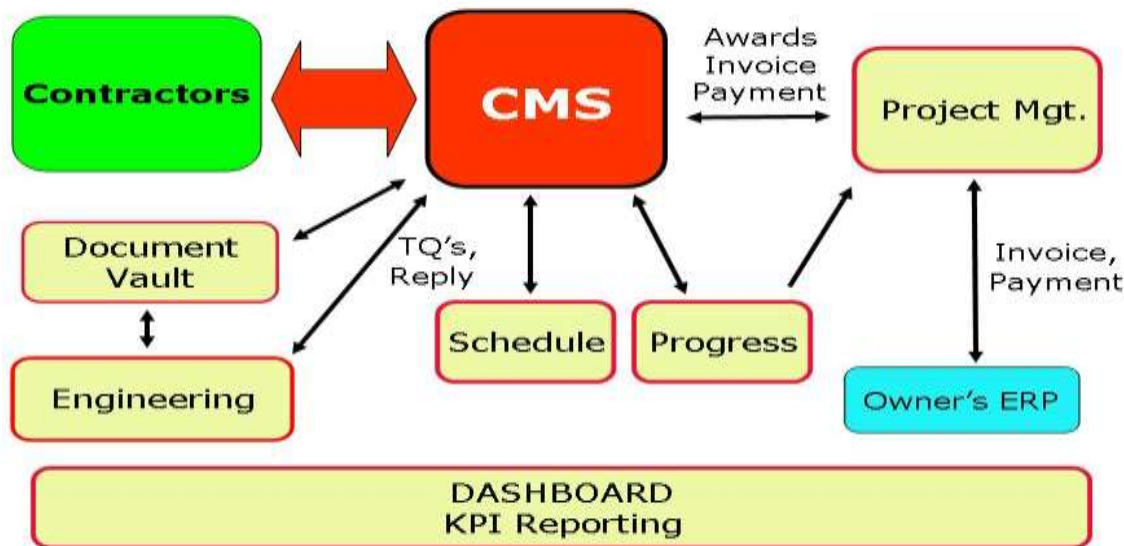 Contractors
CMS
Awards
Invoice
Payment
Project Mgt.
Document
Vault
TQ's,
Reply
Invoice,
Payment
Schedule
Progress
Engineering
Owner's ERP
DASHBOARD
KPI Reporting